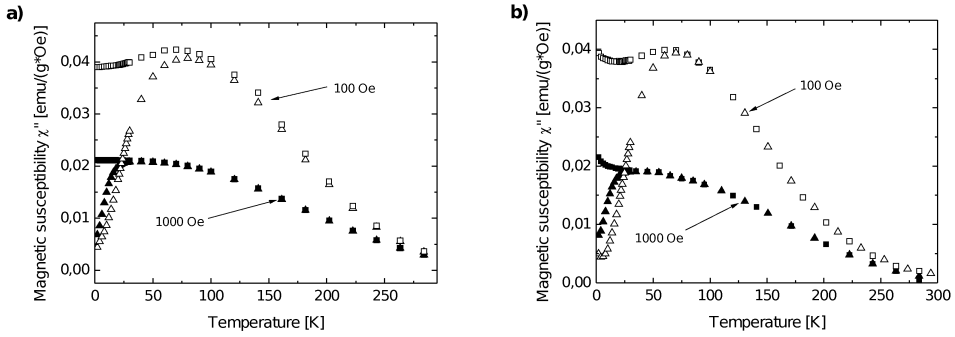 a)
Magnetic susceptibility χ" [emu/(g*Oe)]
0,04
0,03
0,02
0,01
0,00
100 Oe
1000 Oe
0
50
100
150
200
250
Temperature [K]
b)
Magnetic susceptibility χ" [emu/(g*Oe)]
0,04
0,03
0,02
0,01
0,00
100 Oe
1000 Oe
0
50
100
150
200
250
300
Temperature [K]